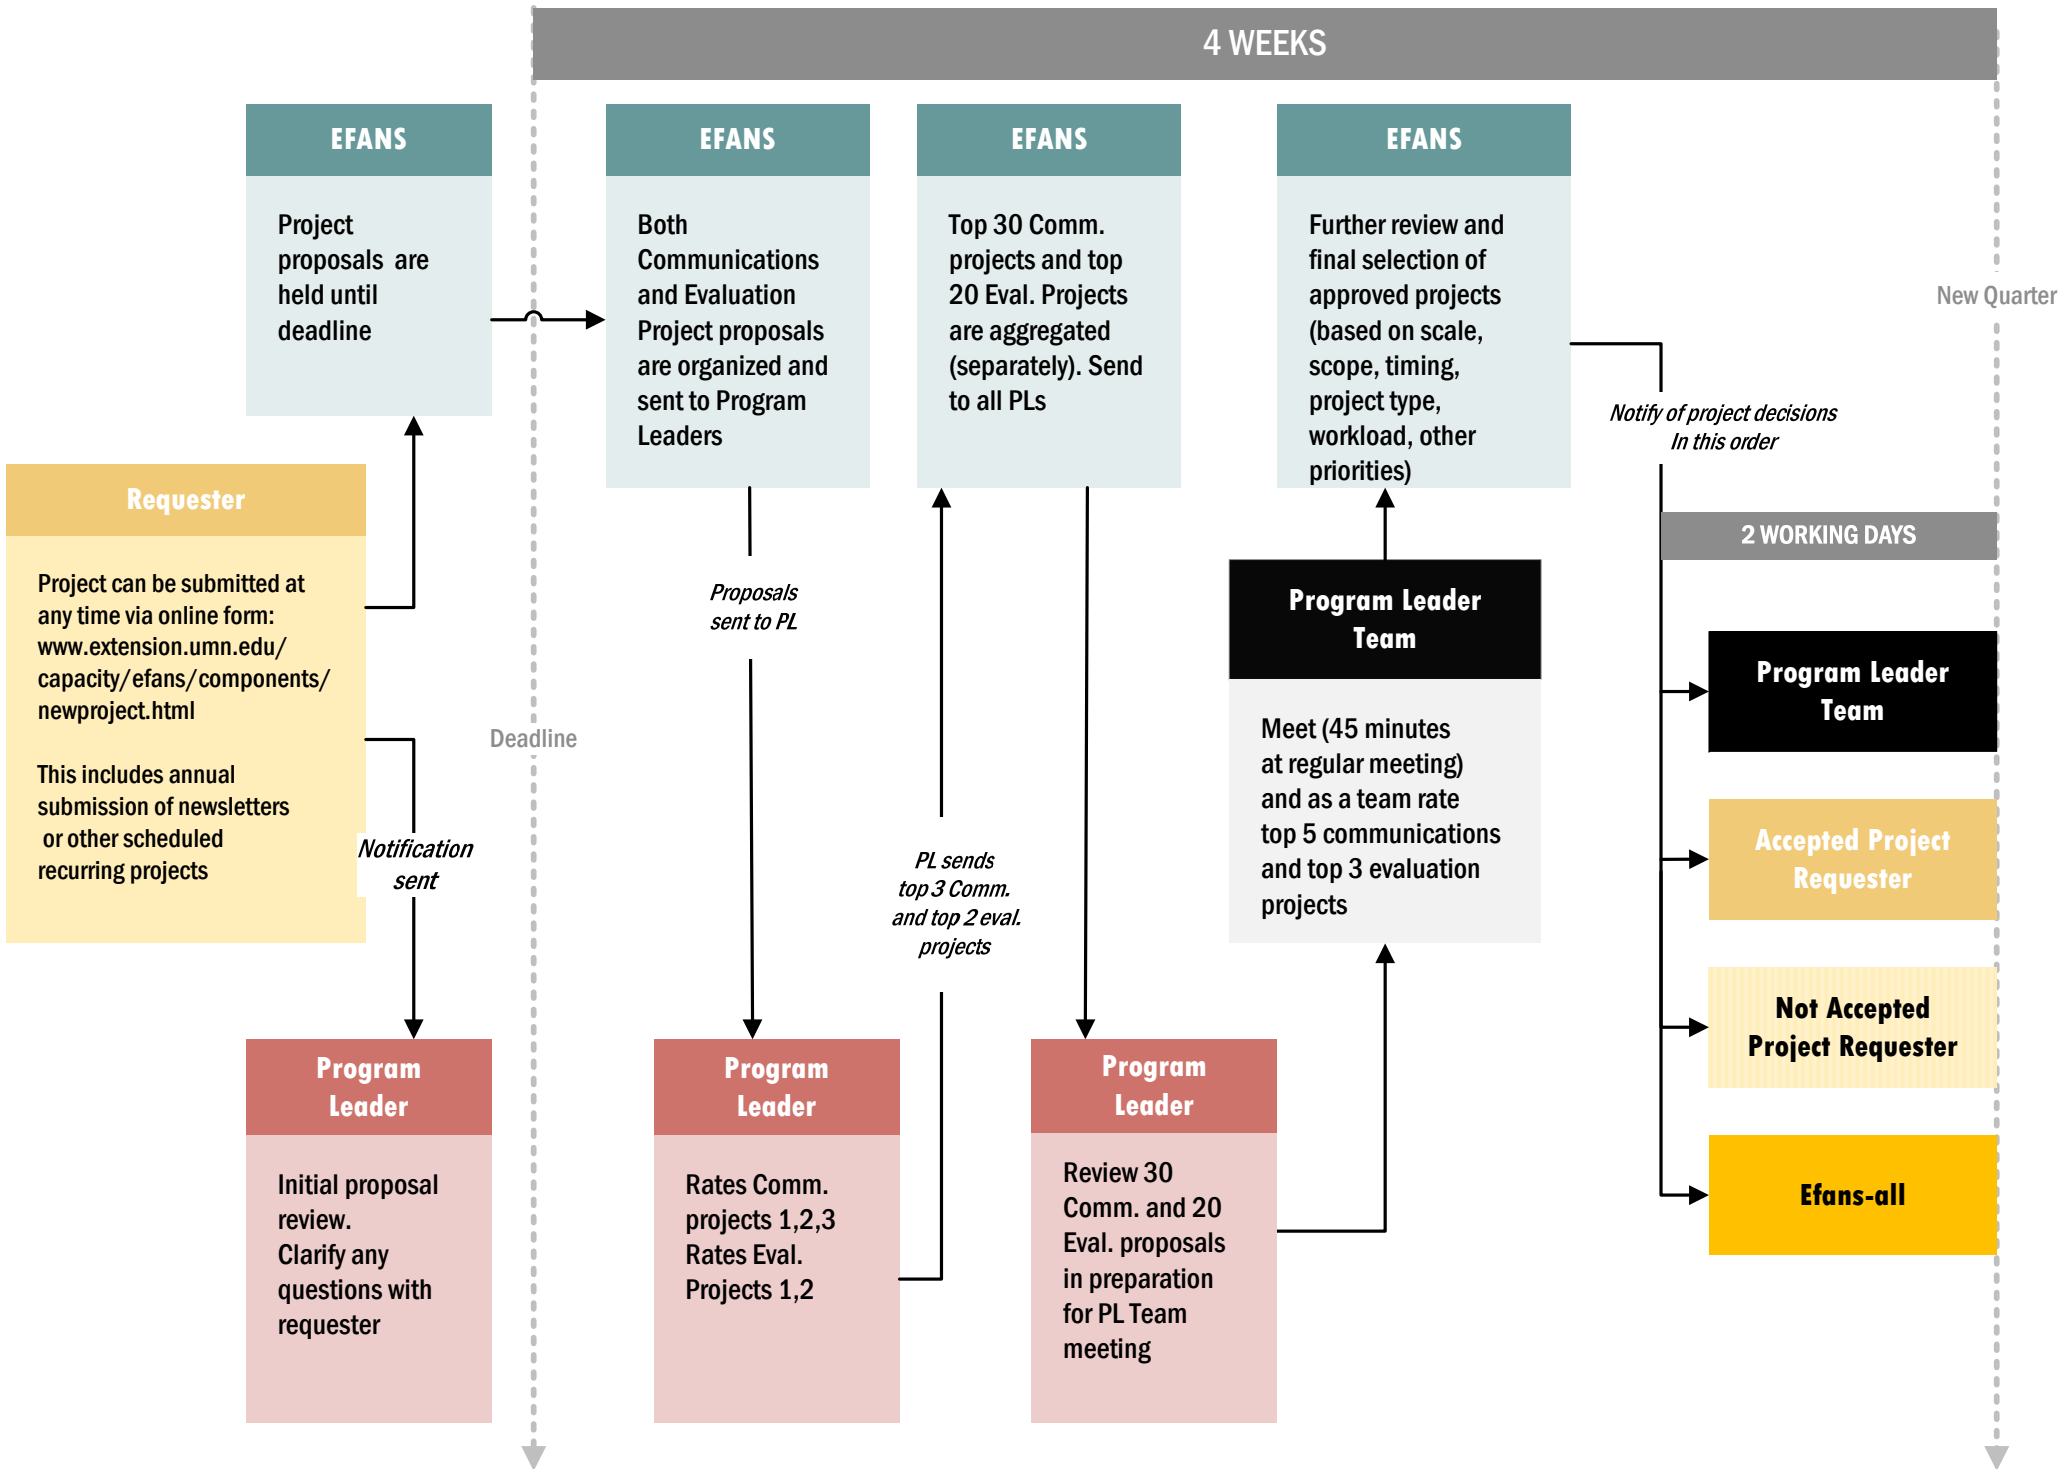 4 WEEKS
EFANS
Project
proposals are
held until
deadline
Requester
Project can be submitted at
any time via online form:
www.extension.umn.edu/
capacity/efans/components/
newproject.html
This includes annual
submission of newsletters
or other scheduled
recurring projects
Notification
sent
Program
Leader
Initial proposal
review.
Clarify any
questions with
requester
Deadline
EFANS
Both
Communications
and Evaluation
Project proposals
are organized and
sent to Program
Leaders
Proposals
sent to PL
Program
Leader
Rates Comm.
projects 1,2,3
Rates Eval.
Projects 1,2
PL sends
top 3 Comm.
and top 2 eval.
projects
EFANS
Top 30 Comm.
projects and top
20 Eval. Projects
are aggregated
(separately). Send
to all PLs
Program
Leader
Review 30
Comm. and 20
Eval. proposals
in preparation
for PL Team
meeting
Program Leader
Team
Meet (45 minutes
at regular meeting)
and as a team rate
top 5 communications
and top 3 evaluation
projects
EFANS
Further review and
final selection of
approved projects
(based on scale,
scope, timing,
project type,
workload, other
priorities)
Notify of project decisions
In this order
New Quarter
2 WORKING DAYS
Program Leader
Team
Accepted Project
Requester
Not Accepted
Project Requester
Efans-all